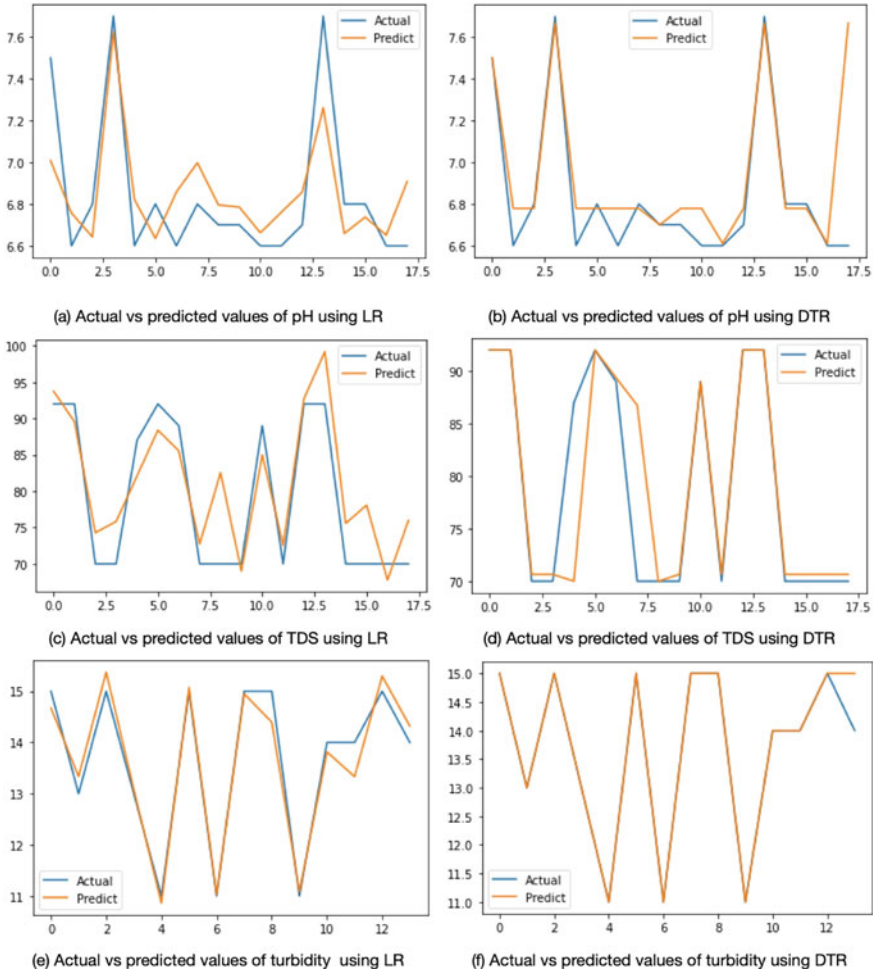 Actual
Predict
7.6
7.4
7.2
7.0
6.8
6.6
0.0 2.5 5.0 7.5 10.0 12.5 15.0 17.5
(a) Actual vs predicted values of pH using LR
Actual
Predict
7.6
7.4
7.2
7.0
6.8
6.6
0.0 2.5 5.0 7.5 10.0 12.5 15.0 17.5
(b) Actual vs predicted values of pH using DTR
Actual
Predict
100
95
90
85
80
75
70
0.0 2.5 5.0 7.5 10.0 12.5 15.0 17.5
(c) Actual vs predicted values of TDS using LR
Actual
Predict
90
85
80
75
70
0.0 2.5 5.0 7.5 10.0 12.5 15.0 17.5
(d) Actual vs predicted values of TDS using DTR
15
14
13
12
11
Actual
Predict
0 2 4 6 8 10 12
(e) Actual vs predicted values of turbidity using LR
15.0
14.5
14.0
13.5
13.0
12.5
12.0
11.5
11.0
Actual
Predict
0 2 4 6 8 10 12
(f) Actual vs predicted values of turbidity using DTR